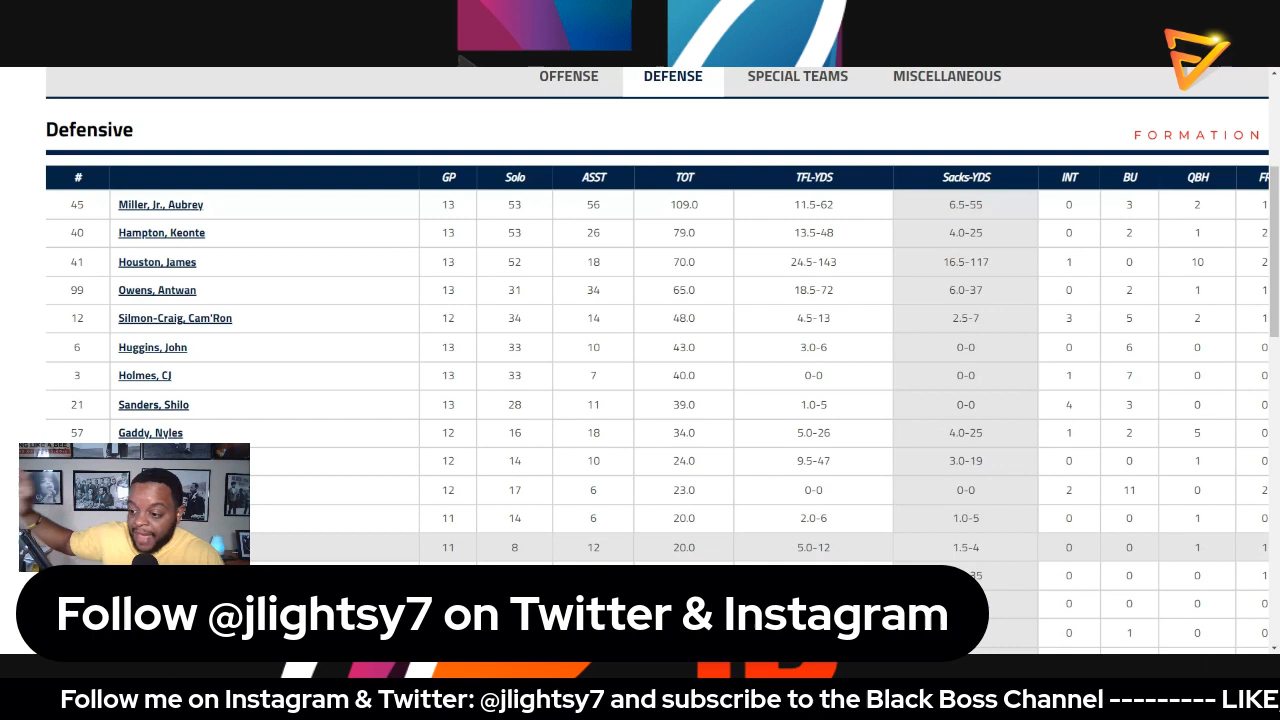 OFFENSE DEFENSE SPECIAL TEAMS MISCELLANEOUS
Defensive
FORMATION
# GP Solo ASST TOT TFL-YDS Sacks-YDS INT BU QBH
45 Miller, Jr., Aubrey 13 53 56 109.0 11.5-62 6.5-55 0 3 2 1
40 Hampton, Keonte 13 53 26 79.0 13.5-48 4.0-25 0 2 1 2
41 Houston, James 13 52 18 70.0 24.5-143 16.5-117 1 0 10 2
99 Owens, Antwan 13 31 34 65.0 18.5-72 6.0-37 0 2 1 1
12 Silmon-Craig, Cam'Ron 12 34 14 48.0 4.5-13 2.5-7 3 5 2 1
6 Huggins, John 13 33 10 43.0 3.0-6 0-0 0 6 0 0
3 Holmes, CJ 13 33 7 40.0 0-0 0-0 1 7 0 0
21 Sanders, Shilo 13 28 11 39.0 1.0-5 0-0 4 3 0 0
57 Gaddy, Nyles 12 16 18 34.0 5.0-26 4.0-25 1 2 5 0
12 14 10 24.0 9.5-47 3.0-19 0 0 1 0
12 17 6 23.0 0-0 0-0 2 11 0 2
11 14 6 20.0 2.0-6 1.0-5 0 0 1 0
11 8 12 20.0 5.0-12 1.5-4 0 0 1 1
0 0 0 1
0 0 0 0
0 1 0 0
Follow @jlightsy7 on Twitter & Instagram
Follow me on Instagram & Twitter: @jlightsy7 and subscribe to the Black Boss Channel --------- LIKE,